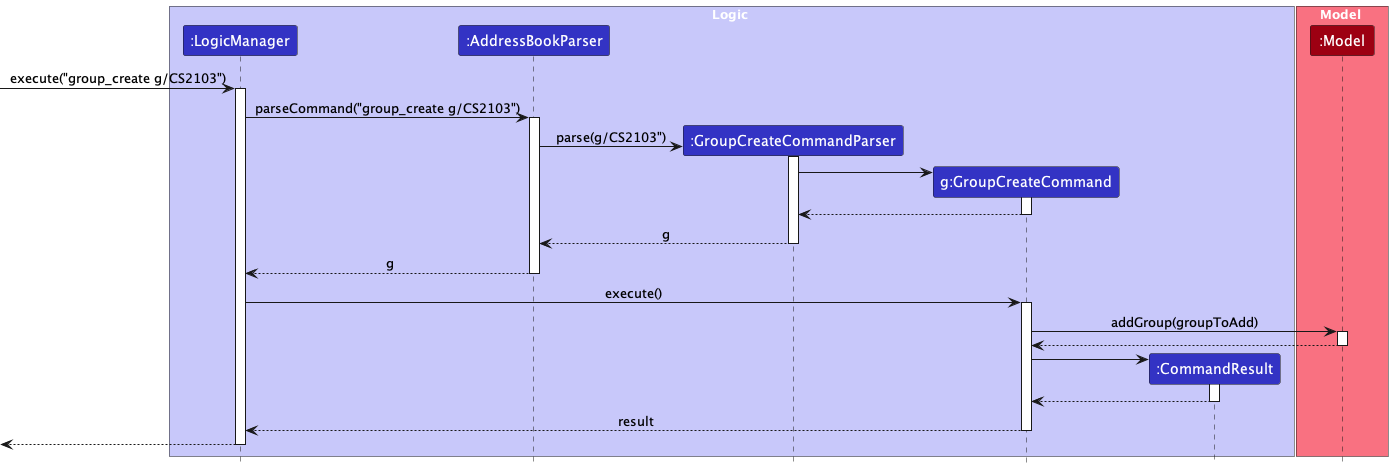 Logic
Model
:LogicManager
:AddressBookParser
:Model
execute("group_create g/CS2103")
parseCommand("group_create g/CS2103")
parse(g/CS2103")
:GroupCreateCommandParser
g:GroupCreateCommand
g
g
execute()
addGroup(groupToAdd)
:CommandResult
result